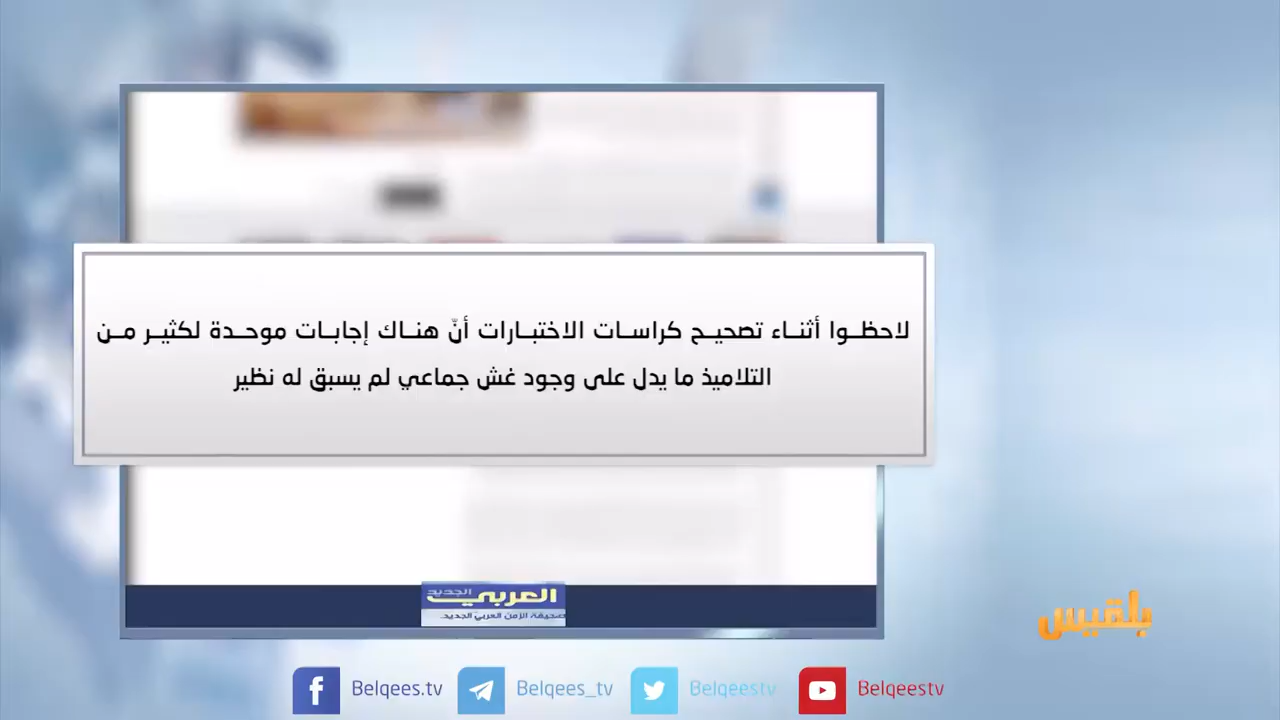 لاحظوا أثناء تصحيح كراسات الاختبارات أنّ هناك إجابات موحدة لكثير من
التلاميذ ما يدل على وجود غش جماعي لم يسبق له نظير
العربي الجديد
صحيفة الزمن العربي الجديد
بلقيس
Belqees.tv
Belqees_tv
Belqeestv
Belqeestv